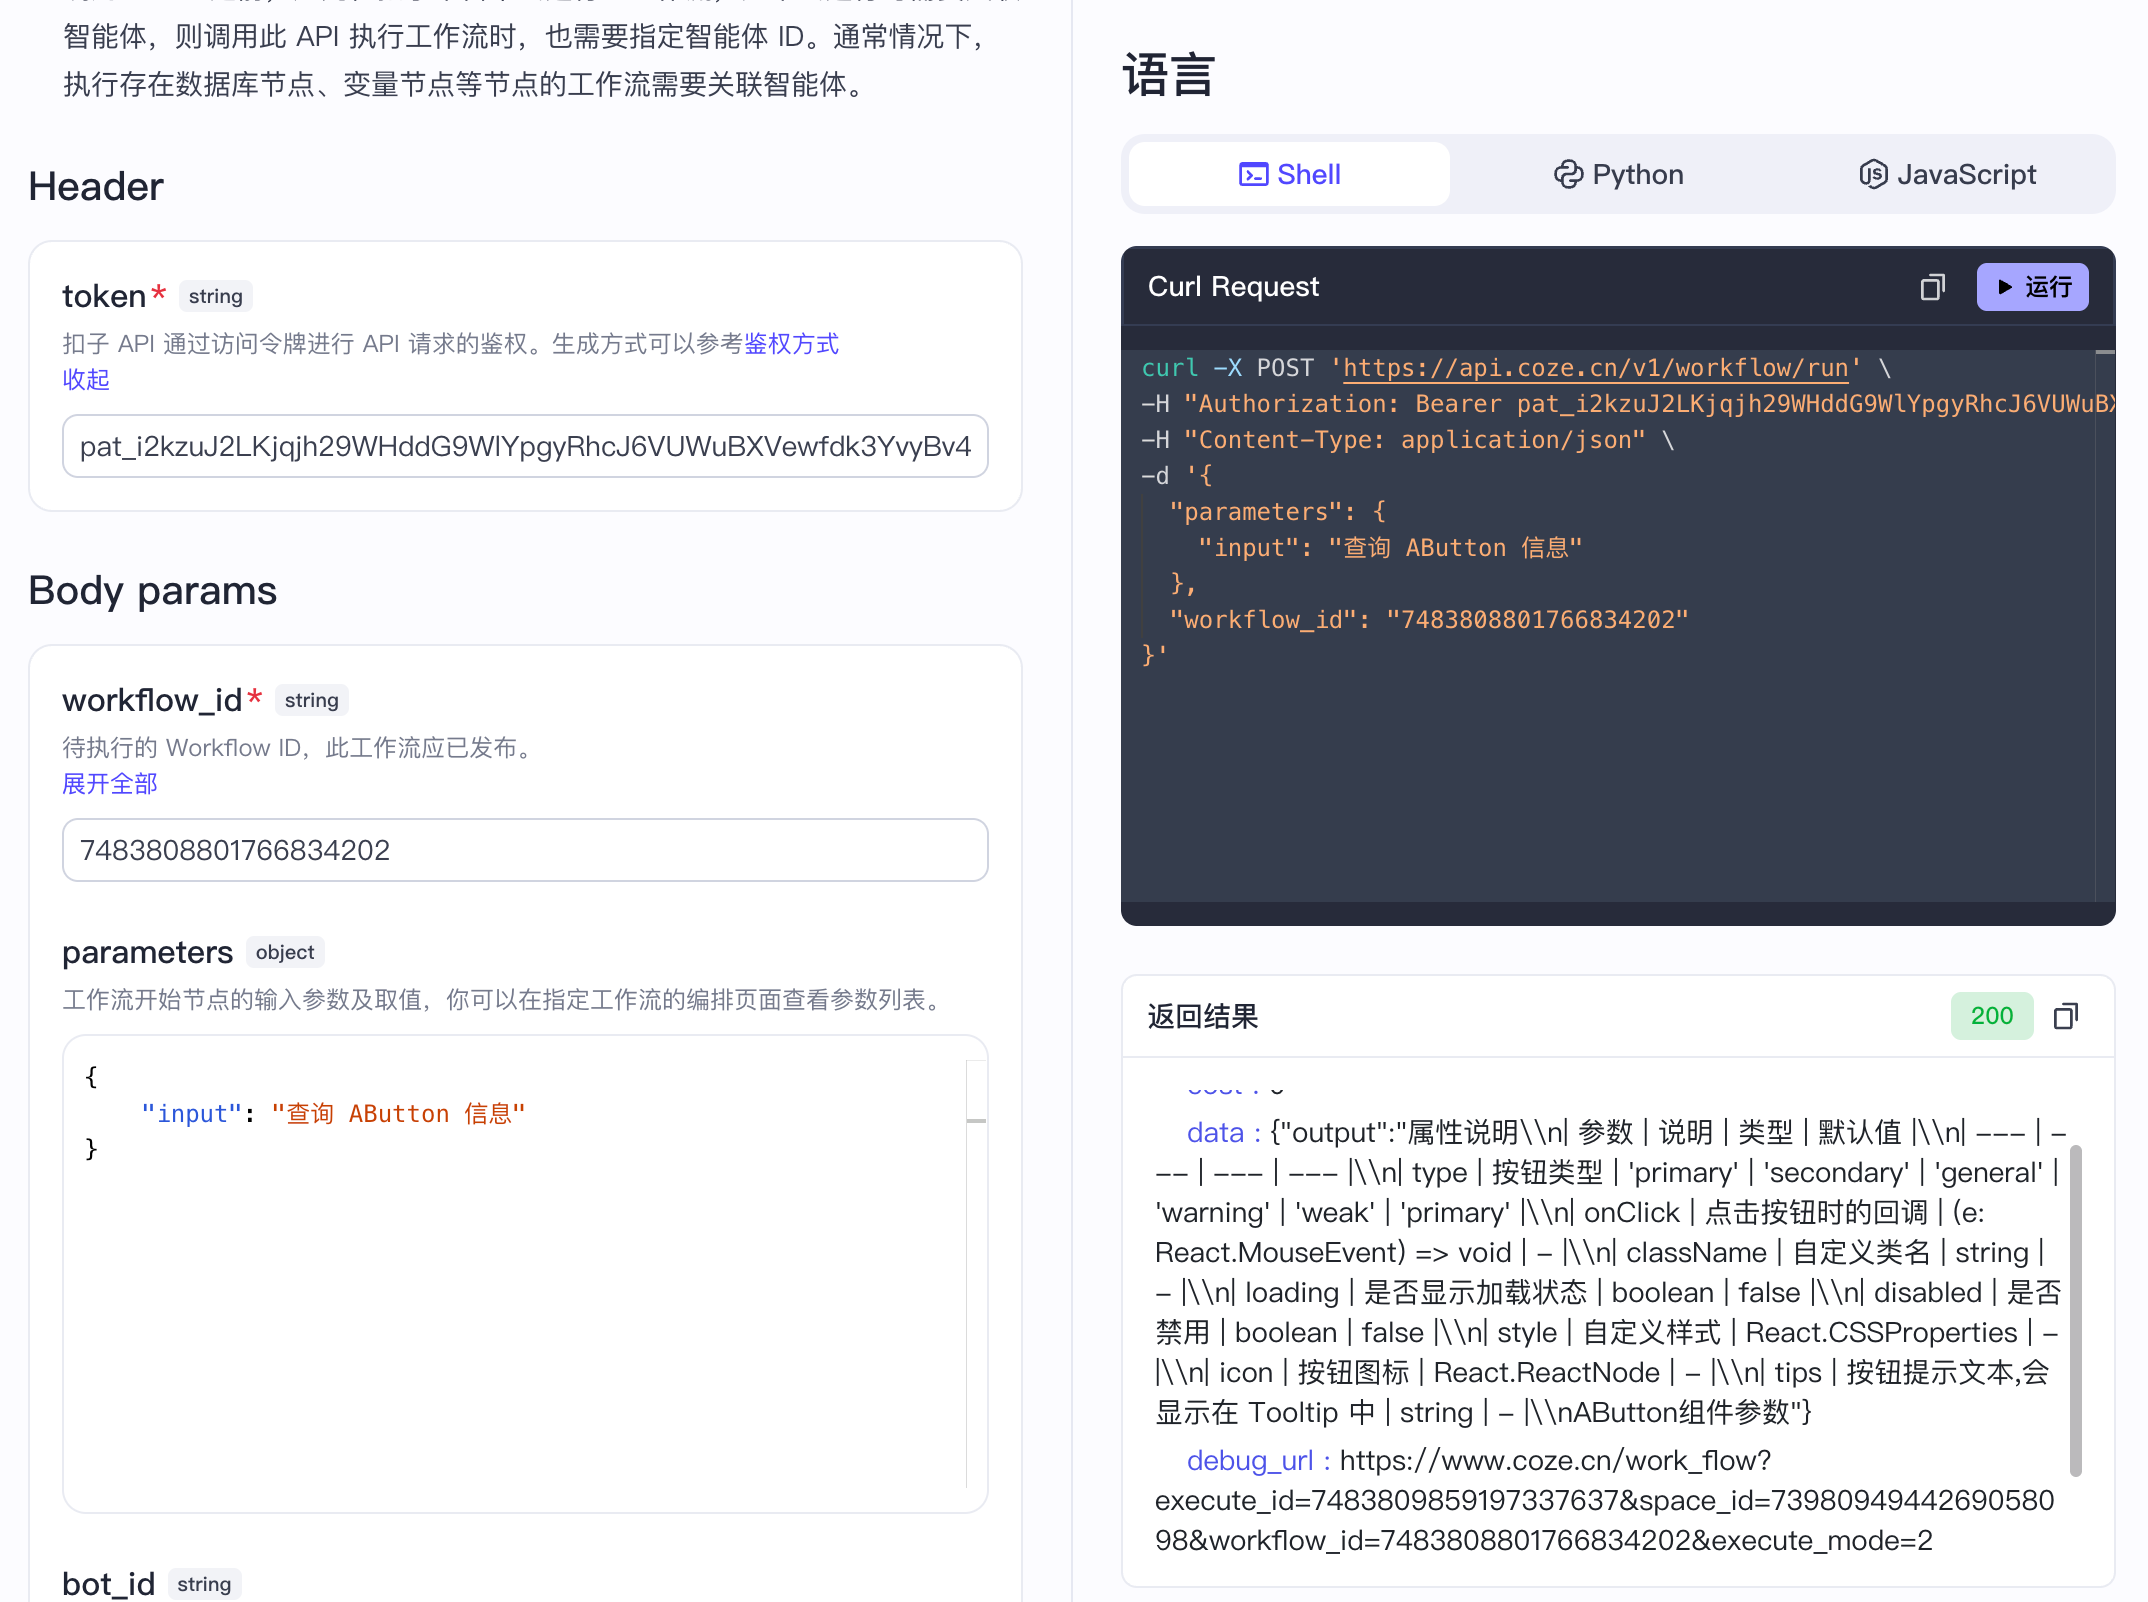 智能体，则调用此 API 执行工作流时，也需要指定智能体 ID。通常情况下，
执行存在数据库节点、变量节点等节点的工作流需要关联智能体。
Header
token* string
扣子 API 通过访问令牌进行 API 请求的鉴权。生成方式可以参考鉴权方式
收起
pat_i2kzuJ2LKjqjh29WHddG9WlYpgyRhcJ6VUWuBXVewfdk3YvyBv4
Body params
workflow_id* string
待执行的 Workflow ID，此工作流应已发布。
展开全部
7483808801766834202
parameters object
工作流开始节点的输入参数及取值，你可以在指定工作流的编排页面查看参数列表。
{
"input": "查询 AButton 信息"
}
bot_id string
语言
Shell
Python
JavaScript
Curl Request
运行
curl -X POST 'https://api.coze.cn/v1/workflow/run' \
-H "Authorization: Bearer pat_i2kzuJ2LKjqjh29WHddG9WlYpgyRhcJ6VUWuBX
-H "Content-Type: application/json" \
-d '{
"parameters": {
"input": "查询 AButton 信息"
},
"workflow_id": "7483808801766834202"
}'
返回结果
200
data : {"output":"属性说明\\n| 参数 | 说明 | 类型 | 默认值 |\\n| --- | -
-- | --- | --- |\\n| type | 按钮类型 | 'primary' | 'secondary' | 'general' |
'warning' | 'weak' | 'primary' |\\n| onClick | 点击按钮时的回调 | (e:
React.MouseEvent) => void | - |\\n| className | 自定义类名 | string |
- |\\n| loading | 是否显示加载状态 | boolean | false |\\n| disabled | 是否
禁用 | boolean | false |\\n| style | 自定义样式 | React.CSSProperties | -
|\\n| icon | 按钮图标 | React.ReactNode | - |\\n| tips | 按钮提示文本,会
显示在 Tooltip 中 | string | - |\\nAButton组件参数"}
debug_url : https://www.coze.cn/work_flow?
execute_id=7483809859197337637&space_id=73980949442690580
98&workflow_id=7483808801766834202&execute_mode=2